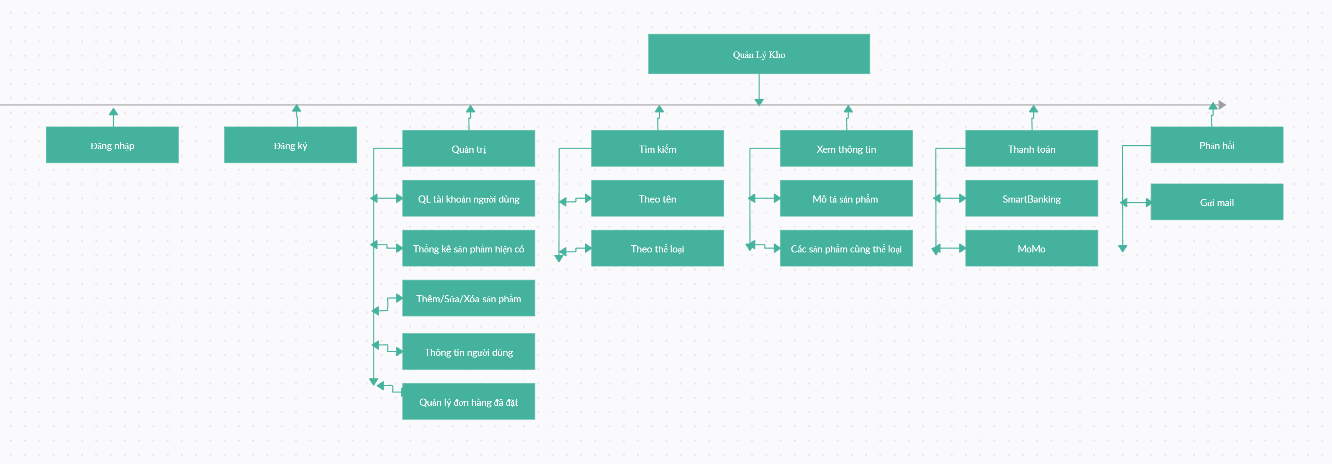 Quản Lý Kho
Đăng nhập
Đăng ký
Quản trị
QL tài khoản người dùng
Thống kê sản phẩm hiện có
Thêm/Sửa/Xóa sản phẩm
Thông tin người dùng
Quản lý đơn hàng đã đặt
Tìm kiếm
Theo tên
Theo thể loại
Xem thông tin
Mô tả sản phẩm
Các sản phẩm cùng thể loại
Thanh toán
SmartBanking
MoMo
Phản hồi
Gửi mail